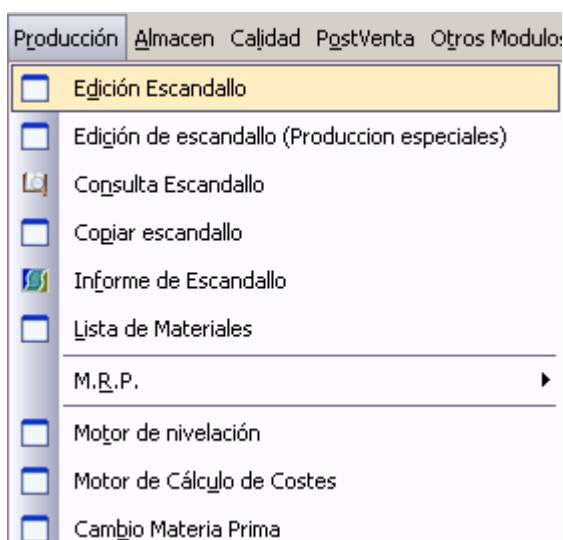 Producción Almacen Calidad PostVenta Otros Modulos
Edición Escandallo
Edición de escandallo (Produccion especiales)
Consulta Escandallo
Copiar escandallo
Informe de Escandallo
Lista de Materiales
M.R.P.
Motor de nivelación
Motor de Cálculo de Costes
Cambio Materia Prima